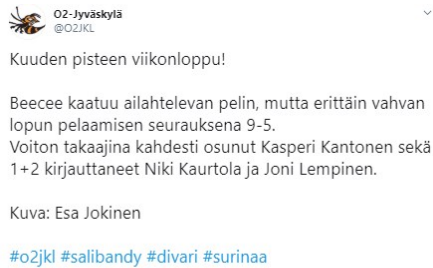 O2-Jyväskylä
@O2JKL
Kuuden pisteen viikonloppu!
Beecee kaatuu ailahtelevan pelin, mutta erittäin vahvan
lopun pelaamisen seurauksena 9-5.
Voiton takaajina kahdesti osunut Kasperi Kantonen sekä
1+2 kirjauttaneet Niki Kaurtola ja Joni Lempinen.
Kuva: Esa Jokinen
#o2jkl #salibandy #divari #surinaa